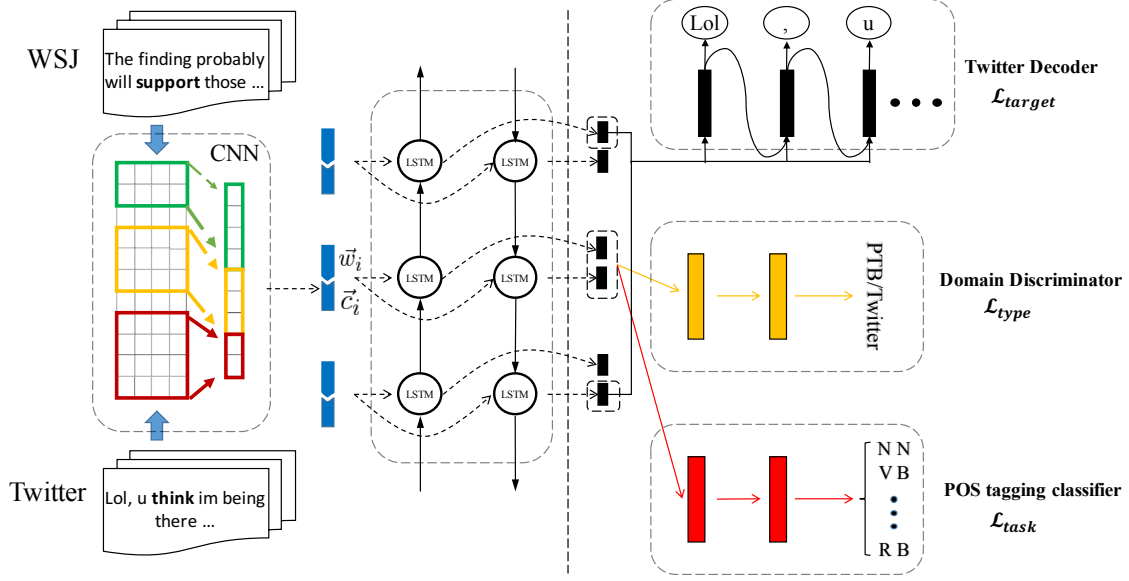 WSJ
The finding probably
will support those ...
CNN
LSTM
LSTM
LSTM
LSTM
LSTM
LSTM
w⃗ᵢ
c⃗ᵢ
Twitter
Lol, u think im being
there ...
Lol
,
u
Twitter Decoder
ℒtarget
PTB/Twitter
Domain Discriminator
ℒtype
N N
V B
R B
POS tagging classifier
ℒtask